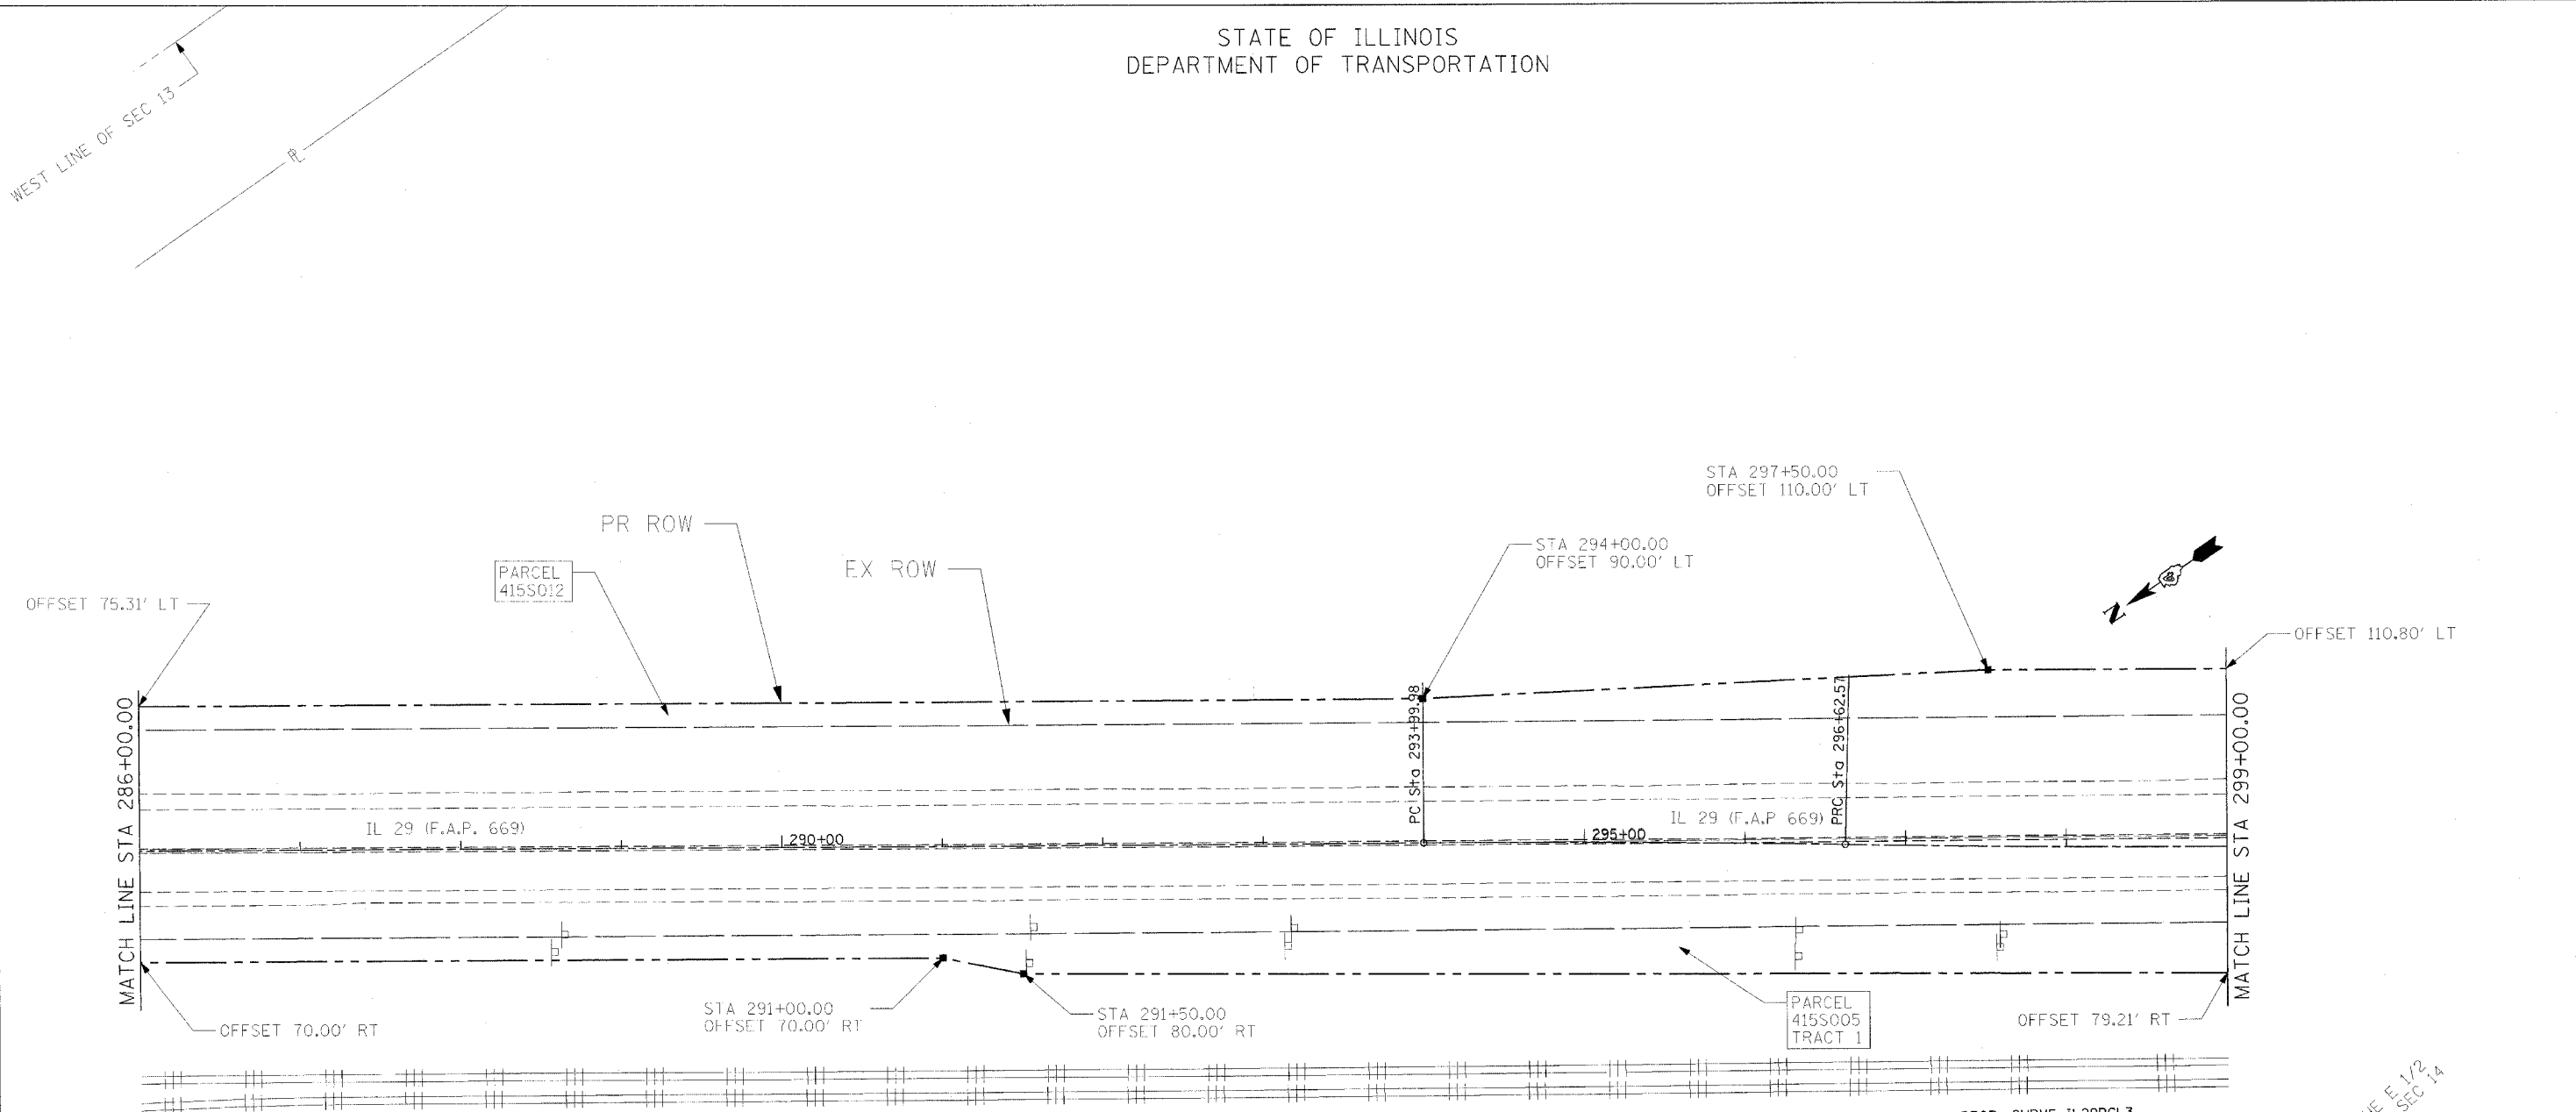 STATE OF ILLINOIS
DEPARTMENT OF TRANSPORTATION
WEST LINE OF SEC 13
PL
STA 297+50.00
OFFSET 110.00' LT
PR ROW
STA 294+00.00
OFFSET 90.00' LT
PARCEL
415S012
EX ROW
OFFSET 75.31' LT
N
OFFSET 110.80' LT
MATCH LINE STA 286+00.00
PC Sta 293+99.98
PRC Sta 296+62.57
MATCH LINE STA 299+00.00
IL 29 (F.A.P. 669)
290+00
295+00
IL 29 (F.A.P 669)
OFFSET 70.00' RT
STA 291+00.00
OFFSET 70.00' RT
STA 291+50.00
OFFSET 80.00' RT
PARCEL
415S005
TRACT 1
OFFSET 79.21' RT
E 1/2
SEC 14